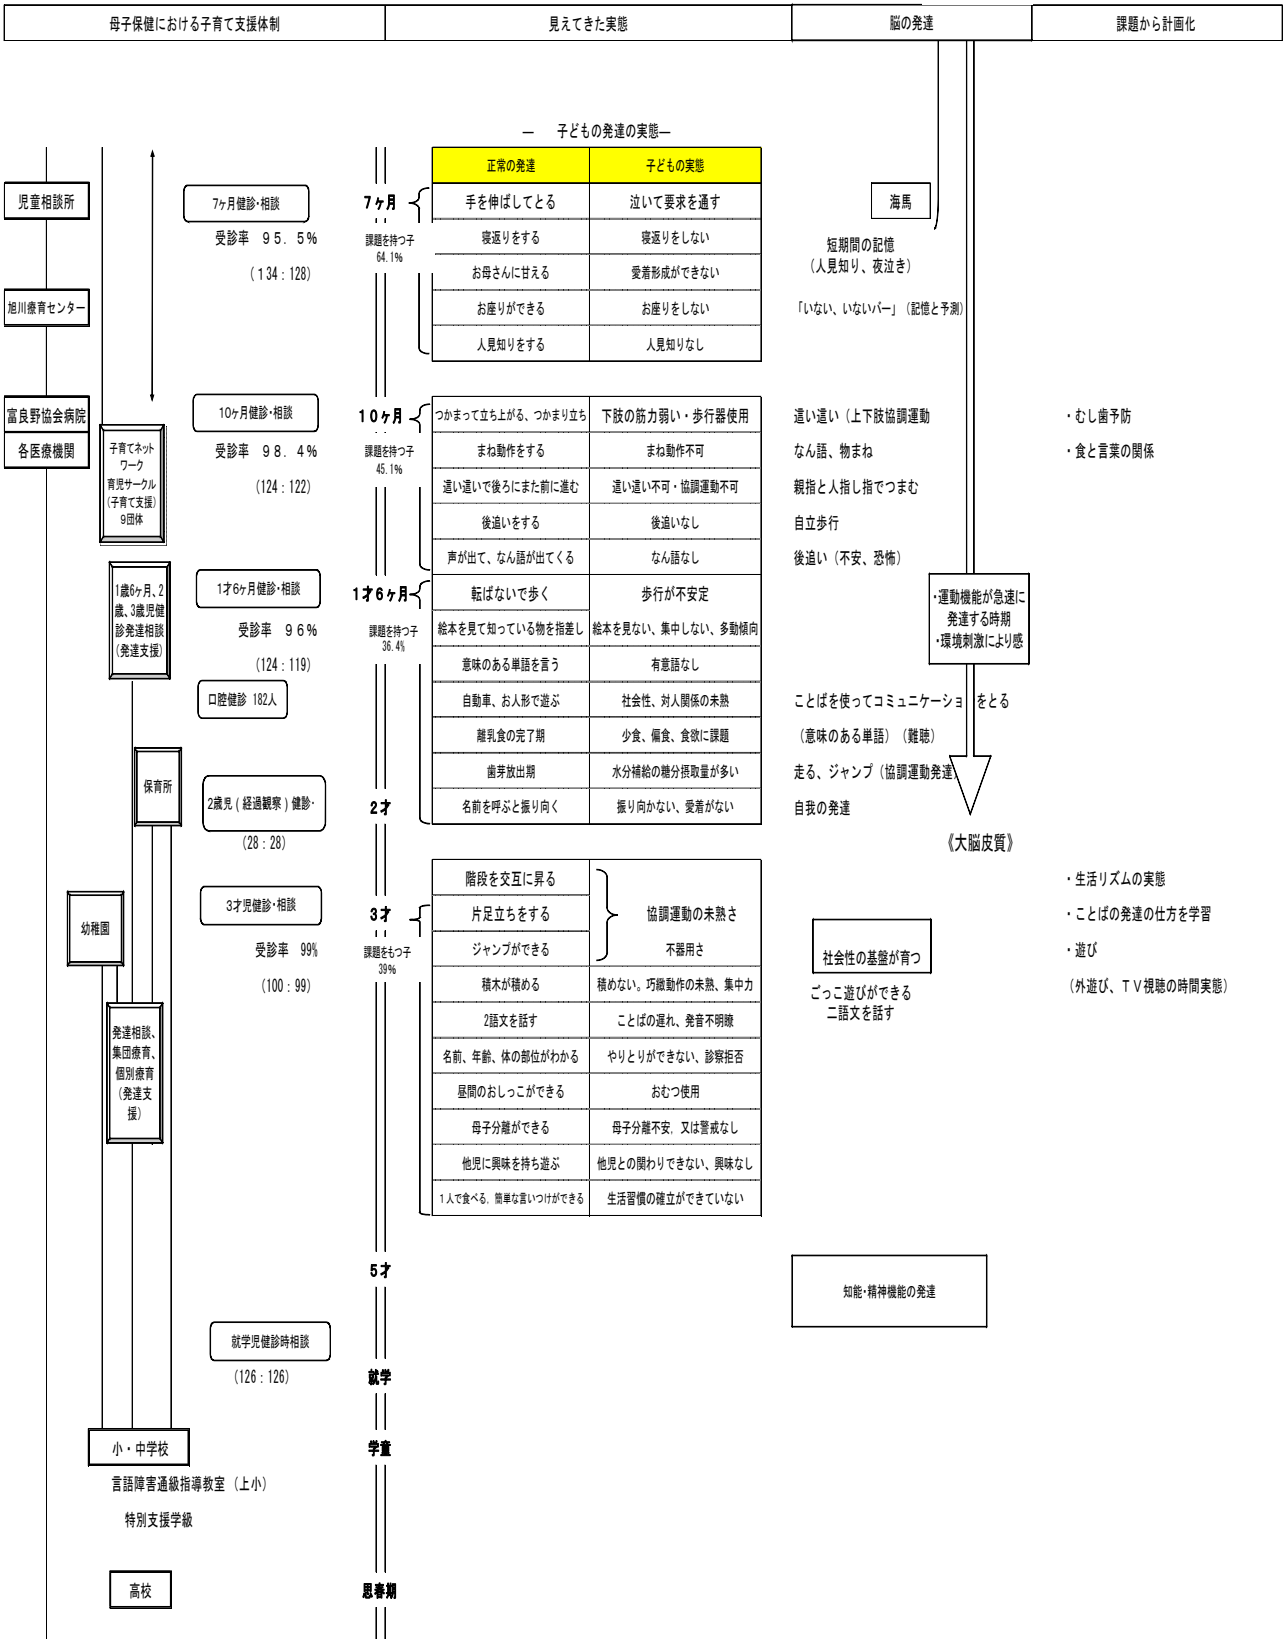 母子保健における子育て支援体制
見えてきた実態
脳の発達
課題から計画化
― 子どもの発達の実態―
正常の発達
子どもの実態
児童相談所
7ヶ月健診・相談
7ヶ月
手を伸ばしてとる
泣いて要求を通す
海馬
受診率 95.5%
課題を持つ子
64.1%
寝返りをする
寝返りをしない
短期間の記憶
(人見知り、夜泣き)
(134:128)
お母さんに甘える
愛着形成ができない
旭川療育センター
お座りができる
お座りをしない
「いない、いないバー」(記憶と予測)
人見知りをする
人見知りなし
富良野協会病院
10ヶ月健診・相談
10ヶ月
つかまって立ち上がる、つかまり立ち
下肢の筋力弱い・歩行器使用
這い這い(上下肢協調運動
・むし歯予防
各医療機関
子育てネット
ワーク
育児サークル
(子育て支援)
9団体
受診率 98.4%
課題を持つ子
45.1%
まね動作をする
まね動作不可
なん語、物まね
・食と言葉の関係
(124:122)
這い這いで後ろにまた前に進む
這い這い不可・協調運動不可
親指と人指し指でつまむ
後追いをする
後追いなし
自立歩行
声が出て、なん語が出てくる
なん語なし
後追い(不安、恐怖)
1歳6ヶ月、2
歳、3歳児健
診発達相談
(発達支援)
1才6ヶ月健診・相談
1才6ヶ月
転ばないで歩く
歩行が不安定
・運動機能が急速に
発達する時期
・環境刺激により感
受診率 96%
課題を持つ子
36.4%
絵本を見て知っている物を指差し
絵本を見ない、集中しない、多動傾向
(124:119)
意味のある単語を言う
有意語なし
口腔健診 182人
自動車、お人形で遊ぶ
社会性、対人関係の未熟
ことばを使ってコミュニケーショ をとる
離乳食の完了期
少食、偏食、食欲に課題
(意味のある単語)(難聴)
保育所
歯芽放出期
水分補給の糖分摂取量が多い
走る、ジャンプ(協調運動発達)
2歳児(経過観察)健診・
2才
名前を呼ぶと振り向く
振り向かない、愛着がない
自我の発達
(28:28)
《大脳皮質》
階段を交互に昇る
・生活リズムの実態
幼稚園
3才児健診・相談
3才
片足立ちをする
協調運動の未熟さ
・ことばの発達の仕方を学習
受診率 99%
課題をもつ子
39%
ジャンプができる
不器用さ
社会性の基盤が育つ
・遊び
(100:99)
積木が積める
積めない。巧緻動作の未熟、集中力
ごっこ遊びができる
二語文を話す
(外遊び、TV視聴の時間実態)
発達相談、
集団療育、
個別療育
(発達支
援)
2語文を話す
ことばの遅れ、発音不明瞭
名前、年齢、体の部位がわかる
やりとりができない、診察拒否
昼間のおしっこができる
おむつ使用
母子分離ができる
母子分離不安、又は警戒なし
他児に興味を持ち遊ぶ
他児との関わりできない、興味なし
1人で食べる、簡単な言いつけができる
生活習慣の確立ができていない
5才
知能・精神機能の発達
就学児健診時相談
(126:126)
就学
小・中学校
学童
言語障害通級指導教室(上小)
特別支援学級
高校
思春期